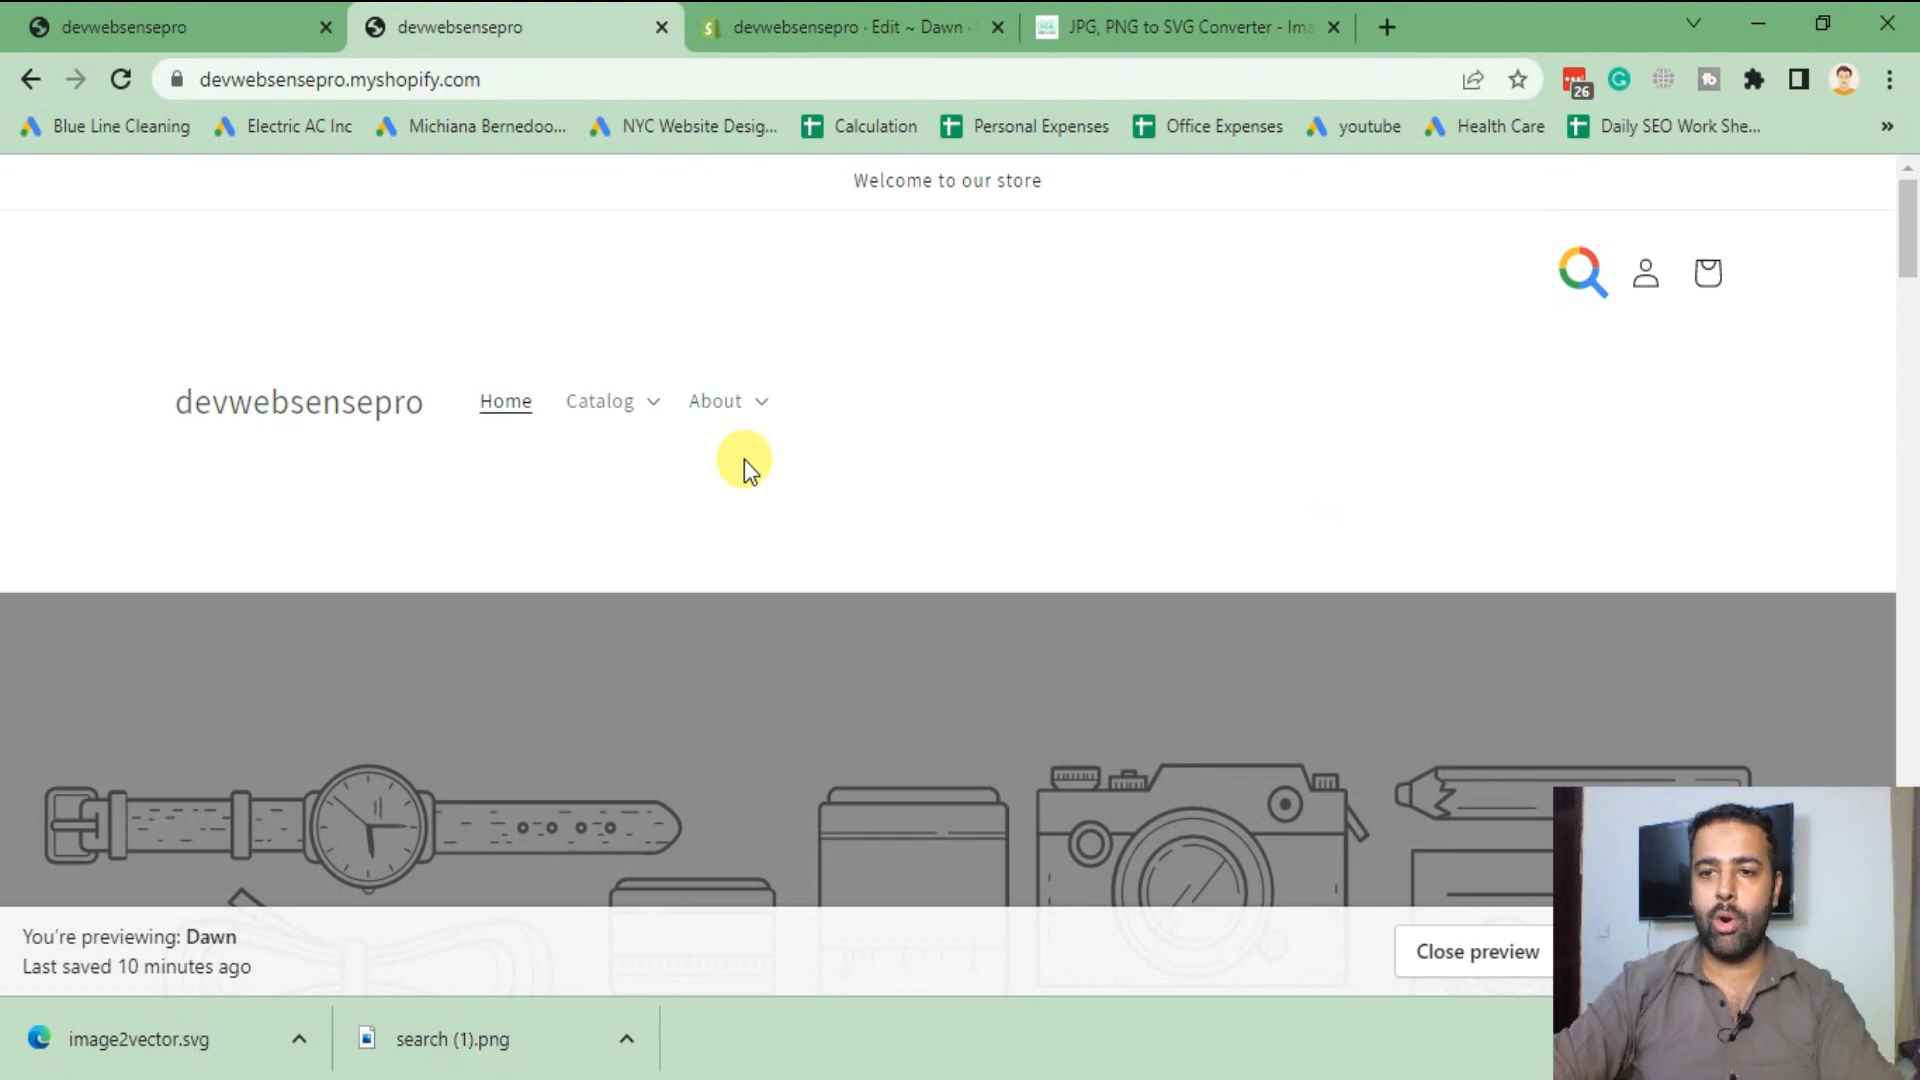 devwebsensepro
devwebsensepro
devwebsensepro · Edit ~ Dawn ·
JPG, PNG to SVG Converter - Ima
devwebsensepro.myshopify.com
26
Blue Line Cleaning
Electric AC Inc
Michiana Bernedoo...
NYC Website Desig...
Calculation
Personal Expenses
Office Expenses
youtube
Health Care
Daily SEO Work She...
Welcome to our store
devwebsensepro
Home
Catalog
About
You're previewing: Dawn
Last saved 10 minutes ago
Close preview
image2vector.svg
search (1).png